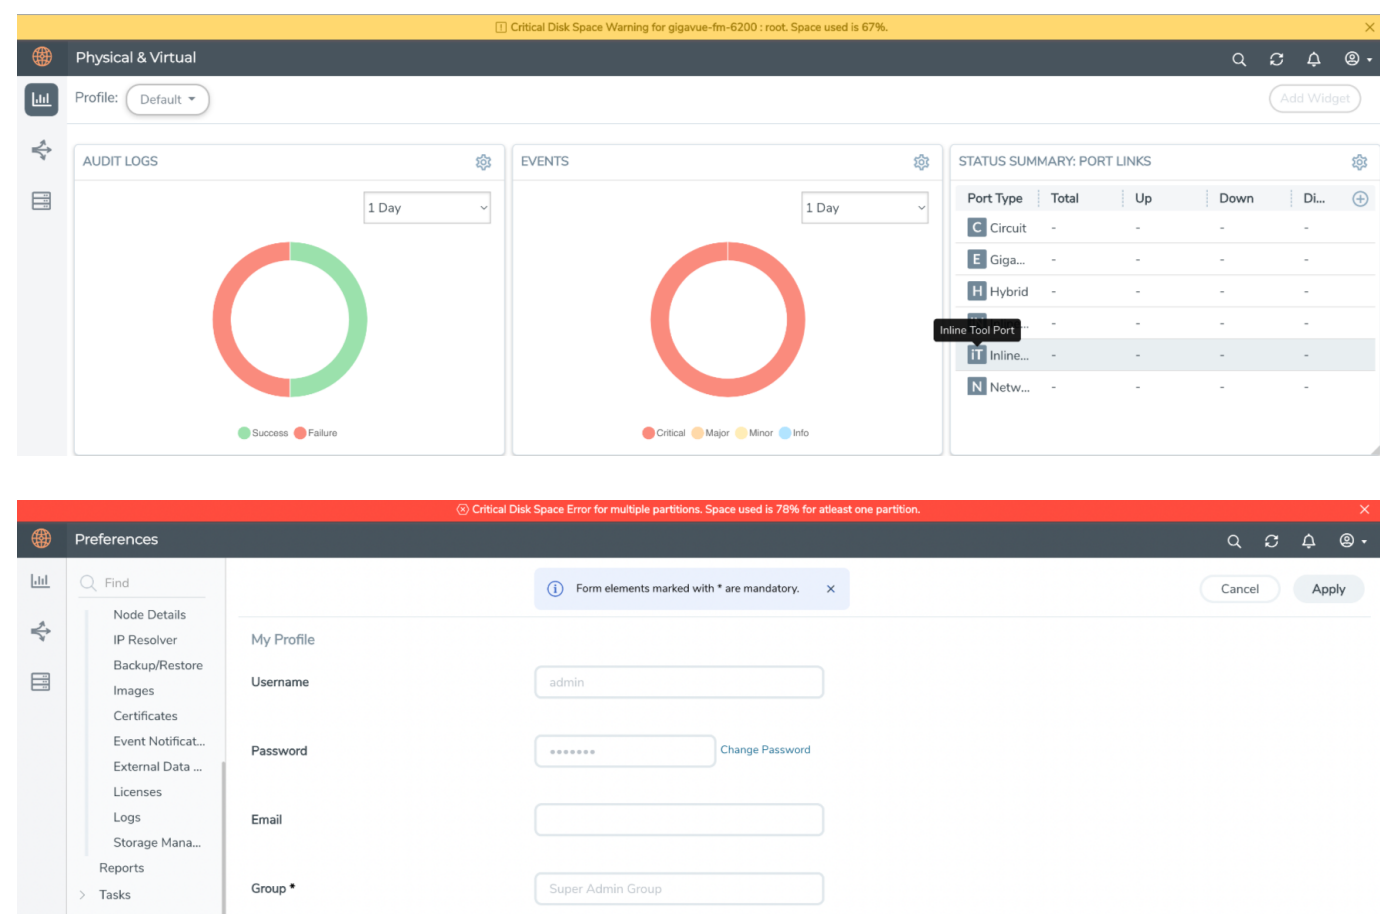 Critical Disk Space Warning for gigavue-fm-6200 : root. Space used is 67%.
Physical & Virtual
Profile: Default
Add Widget
AUDIT LOGS
1 Day
Success Failure
EVENTS
1 Day
Critical Major Minor Info
STATUS SUMMARY: PORT LINKS
Port Type Total Up Down Di...
C Circuit - - - -
E Giga... - - - -
H Hybrid - - - -
Inline Tool Port ... - - - -
iT Inline... - - - -
N Netw... - - - -
Critical Disk Space Error for multiple partitions. Space used is 78% for atleast one partition.
Preferences
Find
Node Details
IP Resolver
Backup/Restore
Images
Certificates
Event Notificat...
External Data ...
Licenses
Logs
Storage Mana...
Reports
Tasks
Form elements marked with * are mandatory.
Cancel Apply
My Profile
Username admin
Password ••••••• Change Password
Email
Group * Super Admin Group